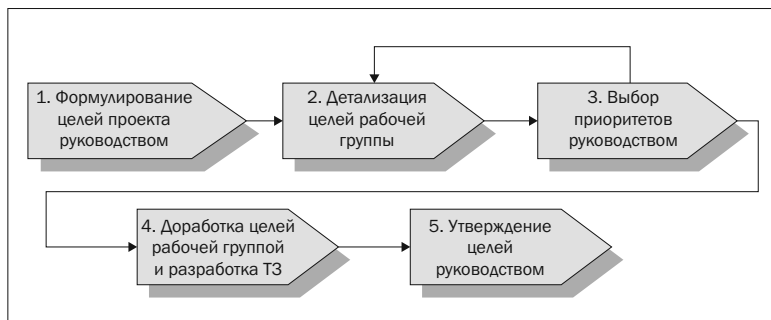 1. Формулирование
целей проекта
руководством
2. Детализация
целей рабочей
группы
3. Выбор
приоритетов
руководством
4. Доработка целей
рабочей группой
и разработка ТЗ
5. Утверждение
целей
руководством